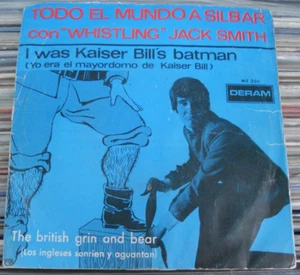 TODO EL MUNDO A SILBAR
con "WHISTLING" JACK SMITH
I was Kaiser Bill's batman
(Yo era el mayordomo de Kaiser Bill)
DERAM
The british grin and bear
(Los ingleses sonrien y aguantan)